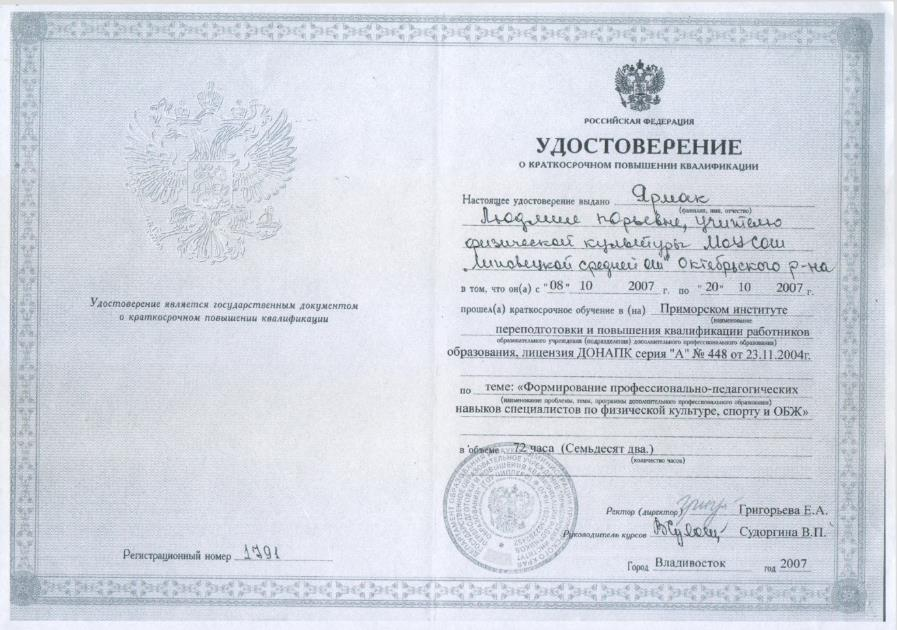 Удостоверение является государственным документом
о краткосрочном повышении квалификации
Регистрационный номер 1791
РОССИЙСКАЯ ФЕДЕРАЦИЯ
УДОСТОВЕРЕНИЕ
О КРАТКОСРОЧНОМ ПОВЫШЕНИИ КВАЛИФИКАЦИИ
Настоящее удостоверение выдано Ярмак
(фамилия, имя, отчество)
Людмиле Юрьевне, учителю
физической культуры МОУ СОШ
"Липовецкой средней ош" Октябрьского р-на
в том, что он(а) с "08" 10 2007 г. по "20" 10 2007 г.
прошел(а) краткосрочное обучение в (на) Приморском институте
(наименование
переподготовки и повышения квалификации работников
образовательного учреждения (подразделения) дополнительного профессионального образования)
образования, лицензия ДОНАПК серия "А" № 448 от 23.11.2004г.
по теме: «Формирование профессионально-педагогических
(наименование проблемы, темы, программы дополнительного профессионального образования)
навыков специалистов по физической культуре, спорту и ОБЖ»
в объеме 72 часа (Семьдесят два.)
(количество часов)
Ректор (директор) Григорьева Е.А.
Руководитель курсов Судоргина В.П.
Город Владивосток год 2007